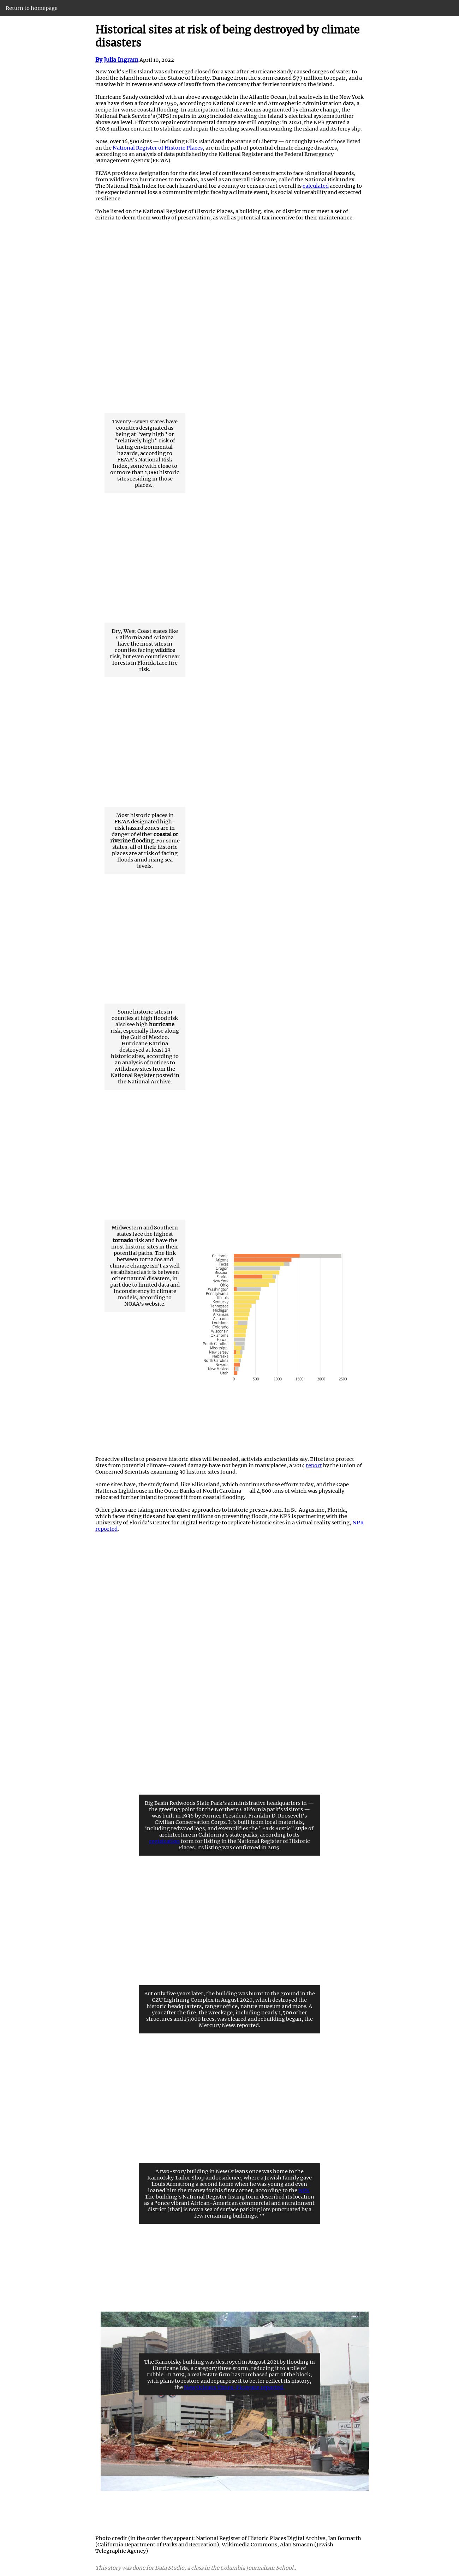 Return to homepage
Historical sites at risk of being destroyed by climate
disasters
By Julia Ingram April 10, 2022
New York's Ellis Island was submerged closed for a year after Hurricane Sandy caused surges of water to
flood the island home to the Statue of Liberty. Damage from the storm caused $77 million to repair, and a
massive hit in revenue and wave of layoffs from the company that ferries tourists to the island.
Hurricane Sandy coincided with an above average tide in the Atlantic Ocean, but sea levels in the New York
area have risen a foot since 1950, according to National Oceanic and Atmospheric Administration data, a
recipe for worse coastal flooding. In anticipation of future storms augmented by climate change, the
National Park Service's (NPS) repairs in 2013 included elevating the island's electrical systems further
above sea level. Efforts to repair environmental damage are still ongoing: in 2020, the NPS granted a
$30.8 million contract to stabilize and repair the eroding seawall surrounding the island and its ferry slip.
Now, over 16,500 sites — including Ellis Island and the Statue of Liberty — or roughly 18% of those listed
on the National Register of Historic Places, are in the path of potential climate change disasters,
according to an analysis of data published by the National Register and the Federal Emergency
Management Agency (FEMA).
FEMA provides a designation for the risk level of counties and census tracts to face 18 national hazards,
from wildfires to hurricanes to tornados, as well as an overall risk score, called the National Risk Index.
The National Risk Index for each hazard and for a county or census tract overall is calculated according to
the expected annual loss a community might face by a climate event, its social vulnerability and expected
resilience.
To be listed on the National Register of Historic Places, a building, site, or district must meet a set of
criteria to deem them worthy of preservation, as well as potential tax incentive for their maintenance.
Twenty-seven states have
counties designated as
being at "very high" or
"relatively high" risk of
facing environmental
hazards, according to
FEMA's National Risk
Index, some with close to
or more than 1,000 historic
sites residing in those
places. .
Dry, West Coast states like
California and Arizona
have the most sites in
counties facing wildfire
risk, but even counties near
forests in Florida face fire
risk.
Most historic places in
FEMA designated high-
risk hazard zones are in
danger of either coastal or
riverine flooding. For some
states, all of their historic
places are at risk of facing
floods amid rising sea
levels.
Some historic sites in
counties at high flood risk
also see high hurricane
risk, especially those along
the Gulf of Mexico.
Hurricane Katrina
destroyed at least 23
historic sites, according to
an analysis of notices to
withdraw sites from the
National Register posted in
the National Archive.
Midwestern and Southern
states face the highest
tornado risk and have the
most historic sites in their
potential paths. The link
between tornados and
climate change isn't as well
established as it is between
other natural disasters, in
part due to limited data and
inconsistency in climate
models, according to
NOAA's website.
California
Arizona
Texas
Oregon
Missouri
Florida
New York
Ohio
Washington
Pennsylvania
Illinois
Kentucky
Tennessee
Michigan
Arkansas
Alabama
Louisiana
Colorado
Wisconsin
Oklahoma
Hawaii
South Carolina
Mississippi
New Jersey
Nebraska
North Carolina
Nevada
New Mexico
Utah
0 500 1000 1500 2000 2500
Proactive efforts to preserve historic sites will be needed, activists and scientists say. Efforts to protect
sites from potential climate-caused damage have not begun in many places, a 2014 report by the Union of
Concerned Scientists examining 30 historic sites found.
Some sites have, the study found, like Ellis Island, which continues those efforts today, and the Cape
Hatteras Lighthouse in the Outer Banks of North Carolina — all 4,800 tons of which was physically
relocated further inland to protect it from coastal flooding.
Other places are taking more creative approaches to historic preservation. In St. Augustine, Florida,
which faces rising tides and has spent millions on preventing floods, the NPS is partnering with the
University of Florida's Center for Digital Heritage to replicate historic sites in a virtual reality setting, NPR
reported.
Big Basin Redwoods State Park's administrative headquarters in —
the greeting point for the Northern California park's visitors —
was built in 1936 by Former President Franklin D. Roosevelt's
Civilian Conservation Corps. It's built from local materials,
including redwood logs, and exemplifies the "Park Rustic" style of
architecture in California's state parks, according to its
form for listing in the National Register of Historic
Places. Its listing was confirmed in 2015.
But only five years later, the building was burnt to the ground in the
CZU Lightning Complex in August 2020, which destroyed the
historic headquarters, ranger office, nature museum and more. A
year after the fire, the wreckage, including nearly 1,500 other
structures and 15,000 trees, was cleared and rebuilding began, the
Mercury News reported.
A two-story building in New Orleans once was home to the
Karnofsky Tailor Shop and residence, where a Jewish family gave
Louis Armstrong a second home when he was young and even
loaned him the money for his first cornet, according to the
The building's National Register listing form described its location
as a "once vibrant African-American commercial and entrainment
district [that] is now a sea of surface parking lots punctuated by a
few remaining buildings.""
The Karnofsky building was destroyed in August 2021 by flooding in
Hurricane Ida, a category three storm, reducing it to a pile of
rubble. In 2019, a real estate firm has purchased part of the block,
with plans to restore and repurpose it to better reflect its history,
the
Photo credit (in the order they appear): National Register of Historic Places Digital Archive, Ian Bornarth
(California Department of Parks and Recreation), Wikimedia Commons, Alan Smason (Jewish
Telegraphic Agency)
This story was done for Data Studio, a class in the Columbia Journalism School.